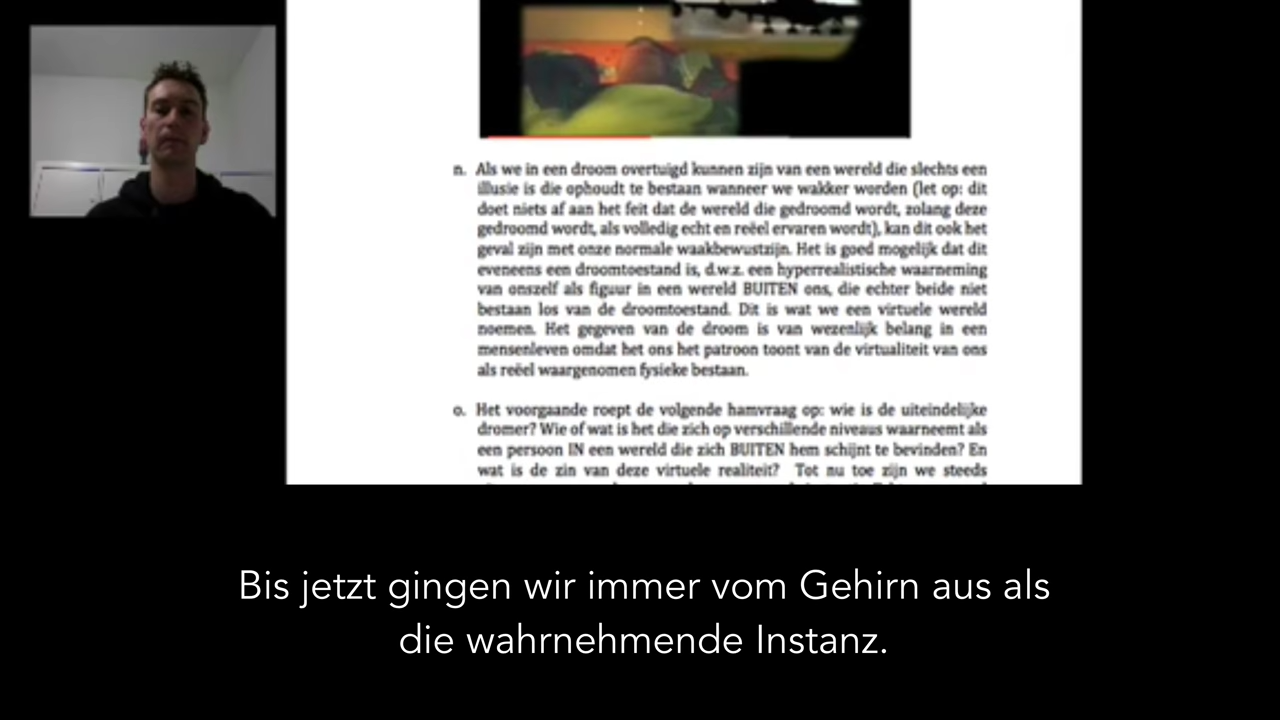 n. Als we in een droom overtuigd kunnen zijn van een wereld die slechts een
illusie is die ophoudt te bestaan wanneer we wakker worden (let op: dit
doet niets af aan het feit dat de wereld die gedroomd wordt, zolang deze
gedroomd wordt, als volledig echt en reëel ervaren wordt), kan dit ook het
geval zijn met onze normale waakbewustzijn. Het is goed mogelijk dat dit
eveneens een droomtoestand is, d.w.z. een hyperrealistische waarneming
van onszelf als figuur in een wereld BUITEN ons, die echter beide niet
bestaan los van de droomtoestand. Dit is wat we een virtuele wereld
noemen. Het gegeven van de droom is van wezenlijk belang in een
mensenleven omdat het ons het patroon toont van de virtualiteit van ons
als reëel waargenomen fysieke bestaan.
o. Het voorgaande roept de volgende hamvraag op: wie is de uiteindelijke
dromer? Wie of wat is het die zich op verschillende niveaus waarneemt als
een persoon IN een wereld die zich BUITEN hem schijnt te bevinden? En
wat is de zin van deze virtuele realiteit? Tot nu toe zijn we steeds
Bis jetzt gingen wir immer vom Gehirn aus als
die wahrnehmende Instanz.